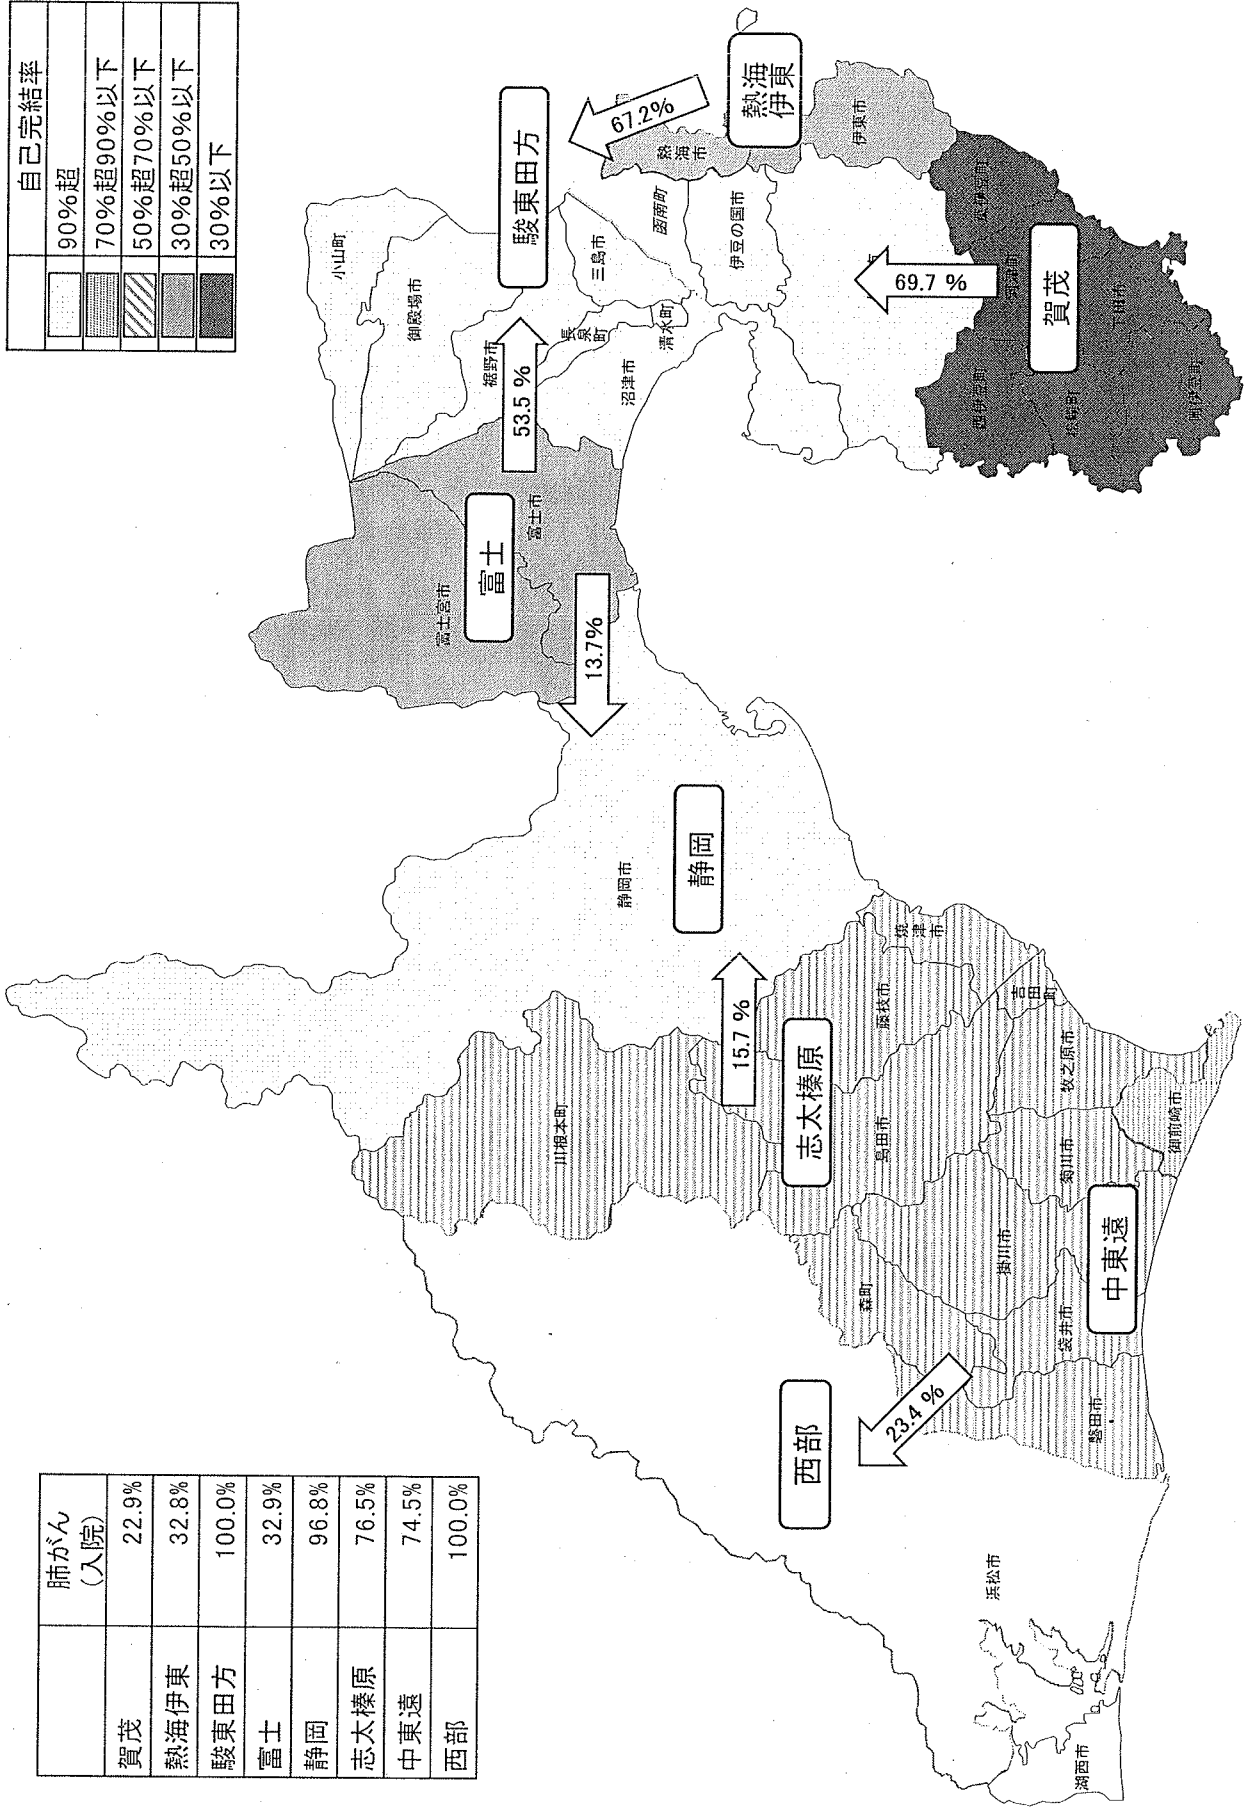 肺がん
(入院)
賀茂 22.9%
熱海伊東 32.8%
駿東田方 100.0%
富士 32.9%
静岡 96.8%
志太榛原 76.5%
中東遠 74.5%
西部 100.0%
自己完結率
90%超
70%超90%以下
50%超70%以下
30%超50%以下
30%以下
小山町
御殿場市
裾野市
長泉町
三島市
清水町
函南町
沼津市
伊豆の国市
駿東田方
熱海市
67.2%
熱海
伊東
伊東市
69.7 %
賀茂
東伊豆町
河津町
下田市
西伊豆町
松崎町
南伊豆町
53.5 %
富士
富士市
富士宮市
13.7%
静岡
静岡市
15.7 %
志太榛原
川根本町
藤枝市
焼津市
島田市
吉田町
牧之原市
中東遠
御前崎市
菊川市
掛川市
森町
袋井市
磐田市
23.4 %
西部
浜松市
湖西市